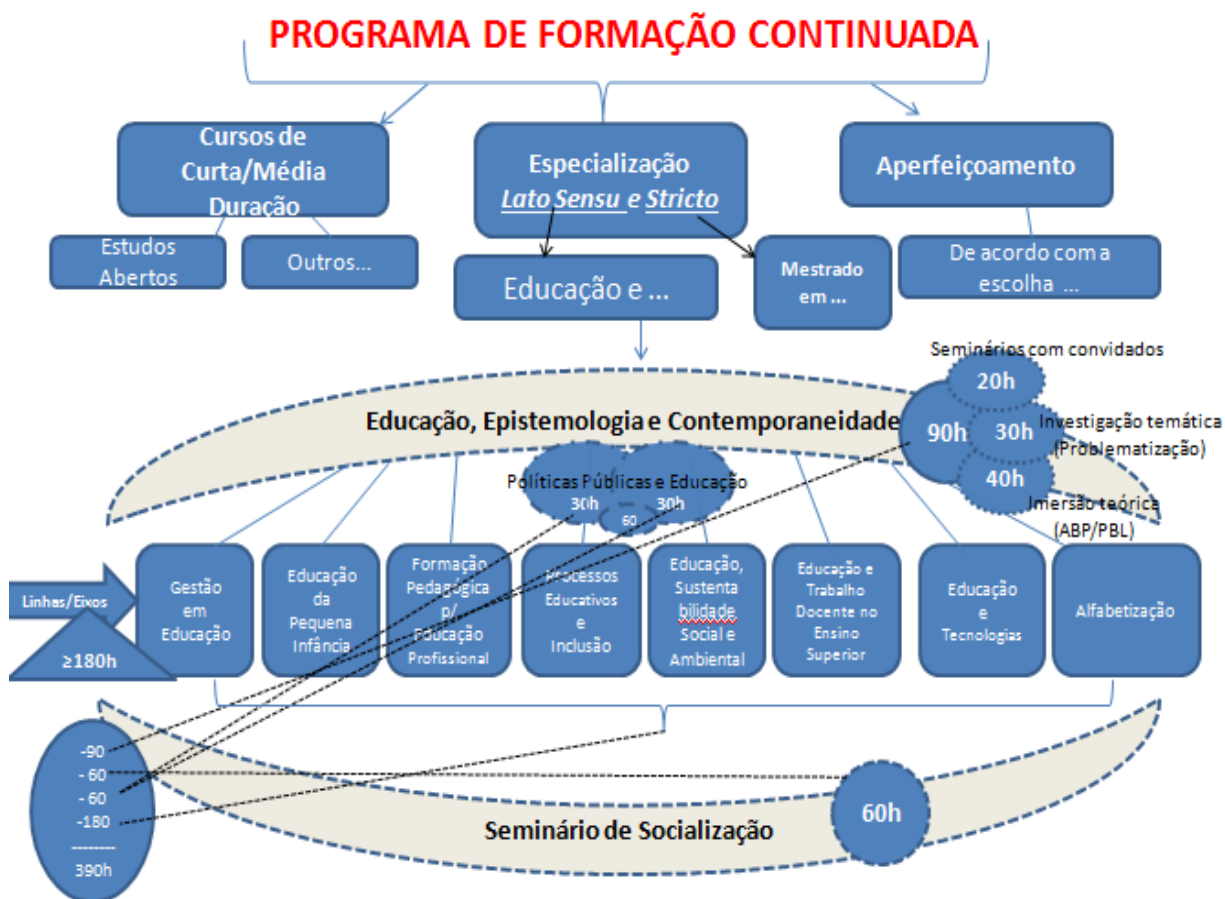 PROGRAMA DE FORMAÇÃO CONTINUADA
Cursos de
Curta/Média
Duração
Especialização
Lato Sensu e Stricto
Aperfeiçoamento
Estudos
Abertos
Outros...
Educação e ...
Mestrado
em ...
De acordo com a
escolha ...
Seminários com convidados
20h
Educação, Epistemologia e Contemporaneidade
90h
30h
Investigação temática
(Problematização)
40h
Imersão teórica
(ABP/PBL)
Políticas Públicas e Educação
30h
30h
60
Linhas/Eixos
≥180h
Gestão
em
Educação
Educação
da
Pequena
Infância
Formação
Pedagógica
p/
Educação
Profissional
Processos
Educativos
e
Inclusão
Educação,
Sustenta
bilidade
Social e
Ambiental
Educação e
Trabalho
Docente no
Ensino
Superior
Educação
e
Tecnologias
Alfabetização
-90
- 60
- 60
-180
--------
390h
60h
Seminário de Socialização